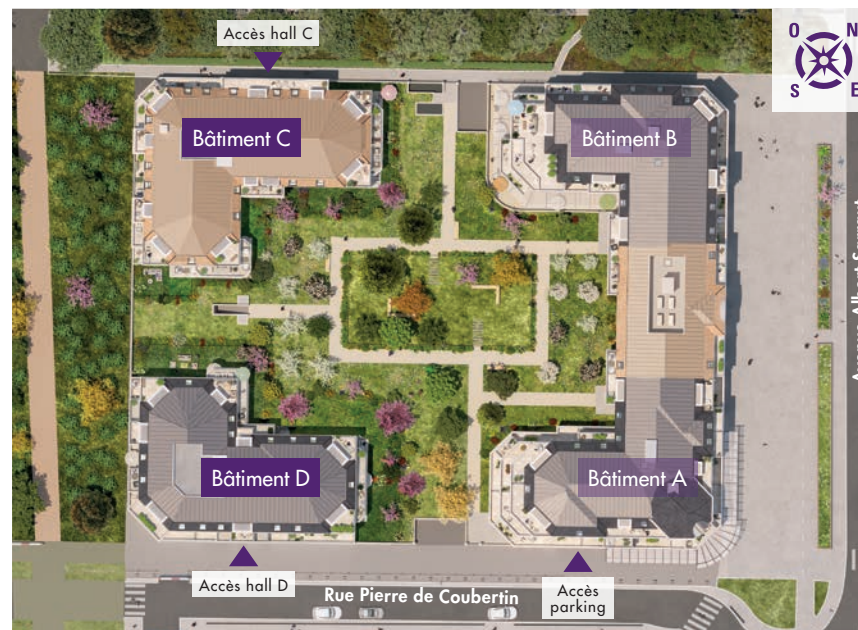 Accès hall C
O N
S E
Bâtiment C
Bâtiment B
Bâtiment D
Bâtiment A
Accès hall D
Accès
parking
Rue Pierre de Coubertin